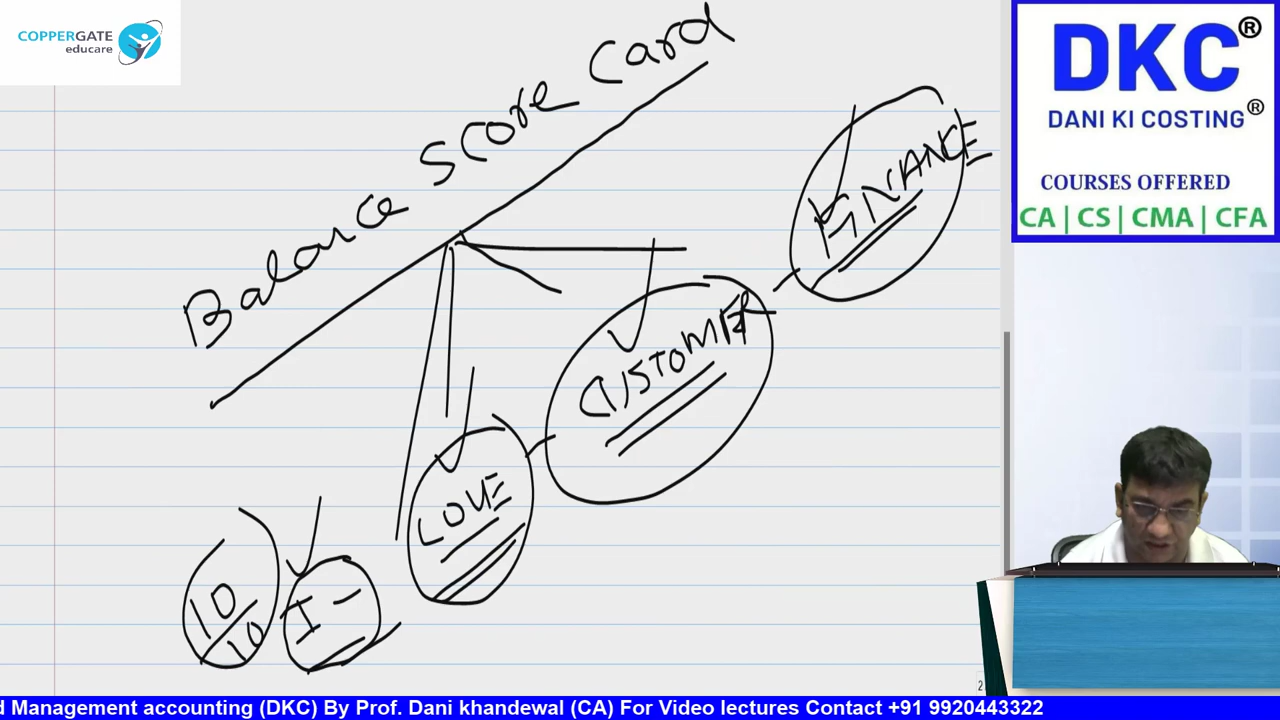 COPPERGATE
educare
Balance Score Card
FINANCE
CUSTOMER
LOVE
I -
10/10
DKC®
DANI KI COSTING®
COURSES OFFERED
CA | CS | CMA | CFA
2
d Management accounting (DKC) By Prof. Dani khandewal (CA) For Video lectures Contact +91 9920443322